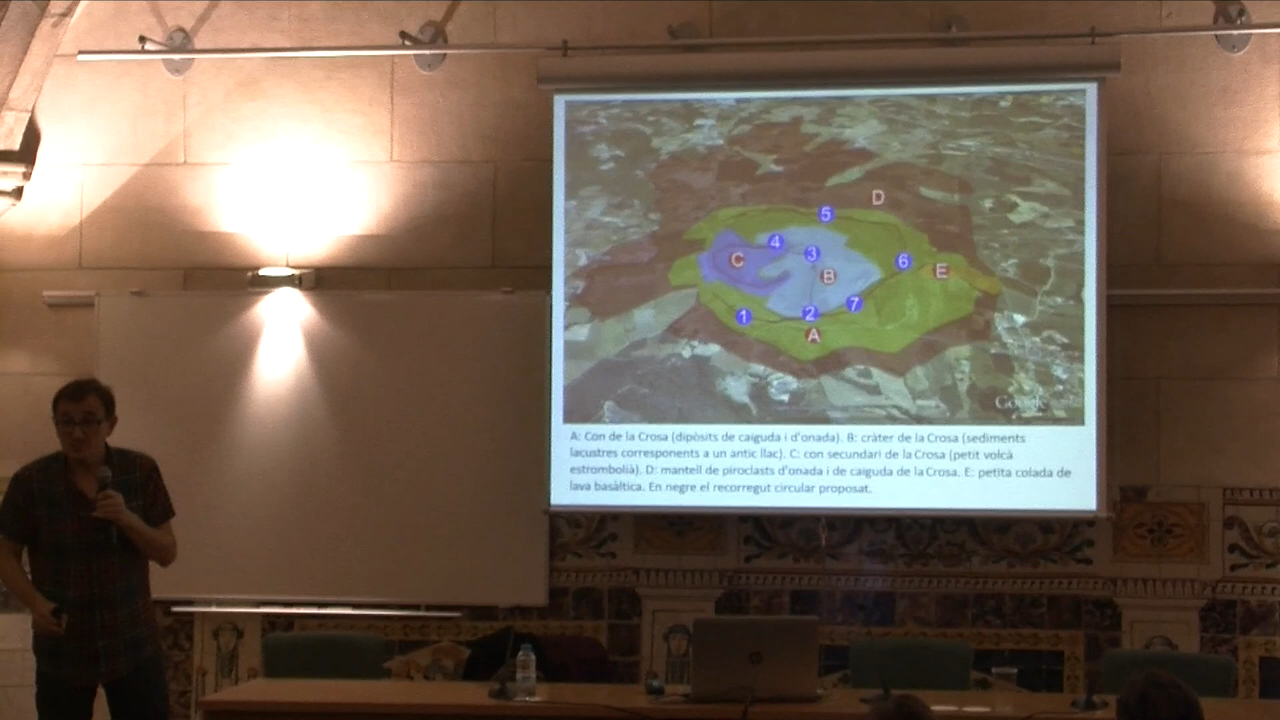 D
5
4
3
C
6
E
B
7
1
2
A
Google
A: Con de la Crosa (dipòsits de caiguda i d'onada). B: cràter de la Crosa (sediments
lacustres corresponents a un antic llac). C: con secundari de la Crosa (petit volcà
estrombolià). D: mantell de piroclasts d'onada i de caiguda de la Crosa. E: petita colada de
lava basàltica. En negre el recorregut circular proposat.